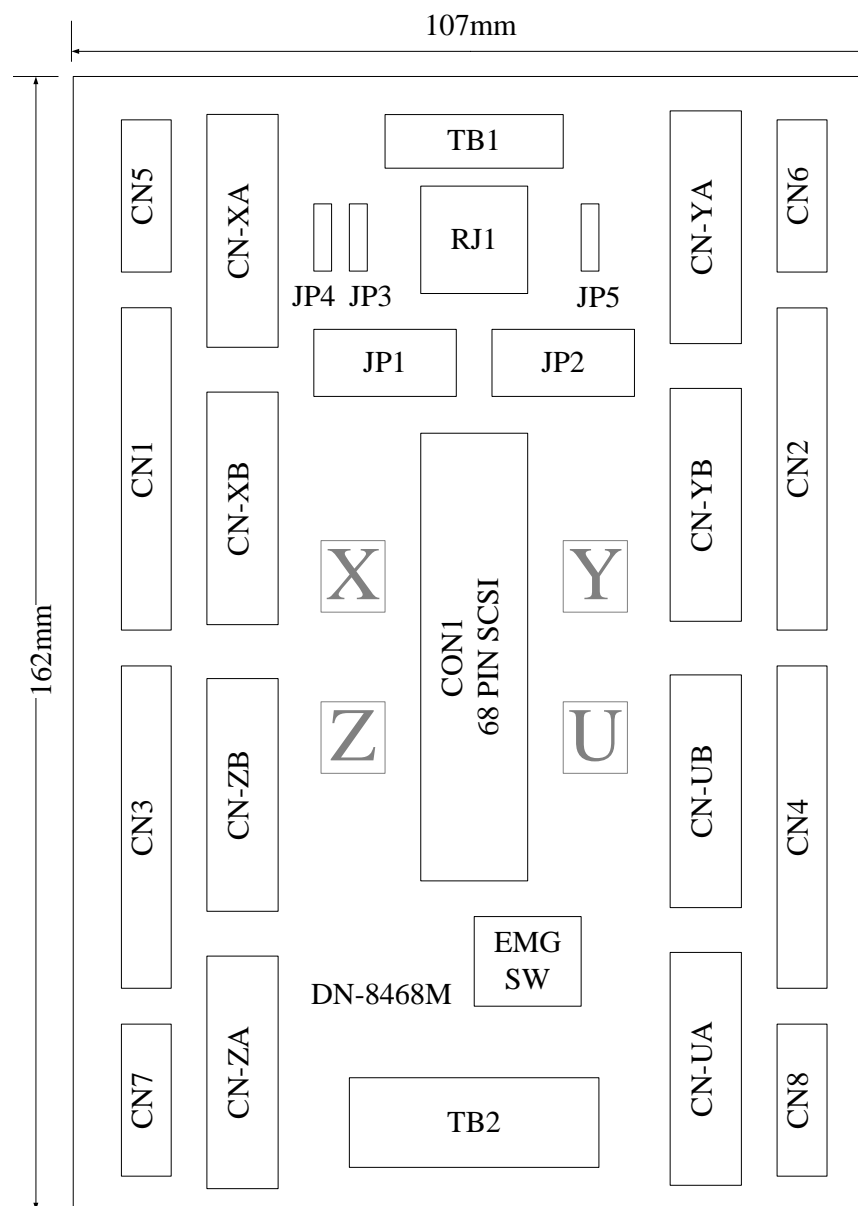 107mm
162mm
TB1
CN5
CN-XA
CN-YA
CN6
RJ1
JP4
JP3
JP5
JP1
JP2
CN1
CN-XB
CN-YB
CN2
X
Y
CON1
68 PIN SCSI
Z
U
CN3
CN-ZB
CN-UB
CN4
EMG
SW
DN-8468M
CN7
CN-ZA
TB2
CN-UA
CN8